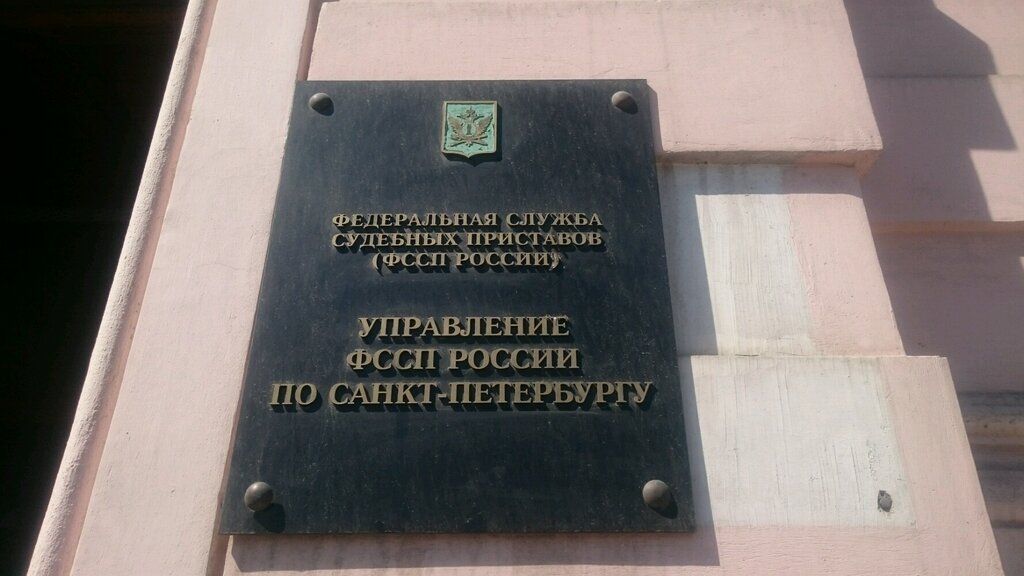 ФЕДЕРАЛЬНАЯ СЛУЖБА
СУДЕБНЫХ ПРИСТАВОВ
(ФССП РОССИИ)
УПРАВЛЕНИЕ
ФССП РОССИИ
ПО САНКТ-ПЕТЕРБУРГУ